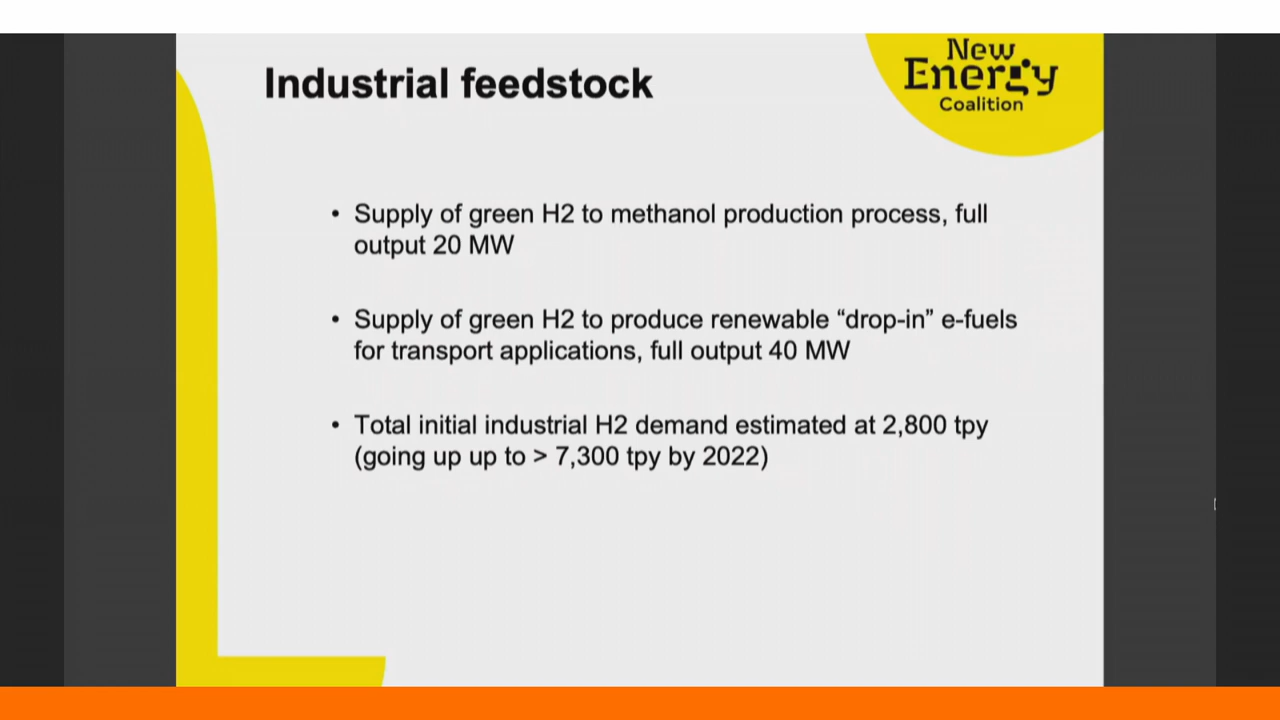 New
Energy
Coalition
Industrial feedstock
• Supply of green H2 to methanol production process, full
output 20 MW
• Supply of green H2 to produce renewable “drop-in” e-fuels
for transport applications, full output 40 MW
• Total initial industrial H2 demand estimated at 2,800 tpy
(going up up to > 7,300 tpy by 2022)